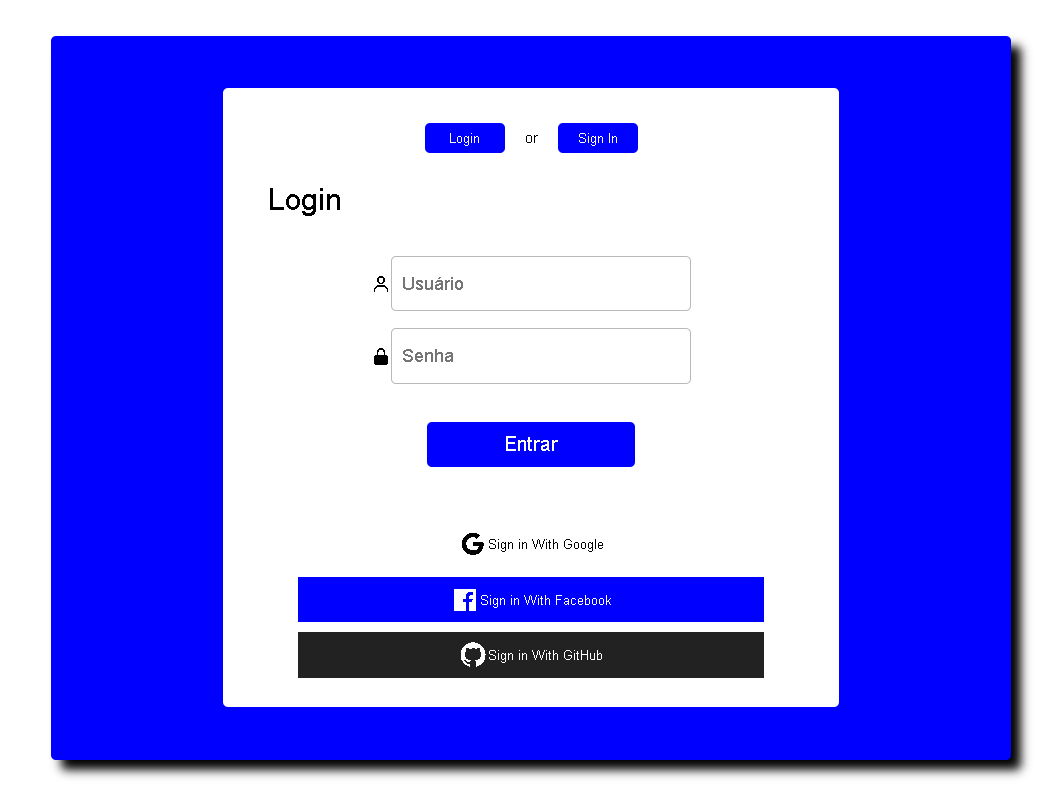 Login or Sign In
Login
Usuário
Senha
Entrar
Sign in With Google
Sign in With Facebook
Sign in With GitHub